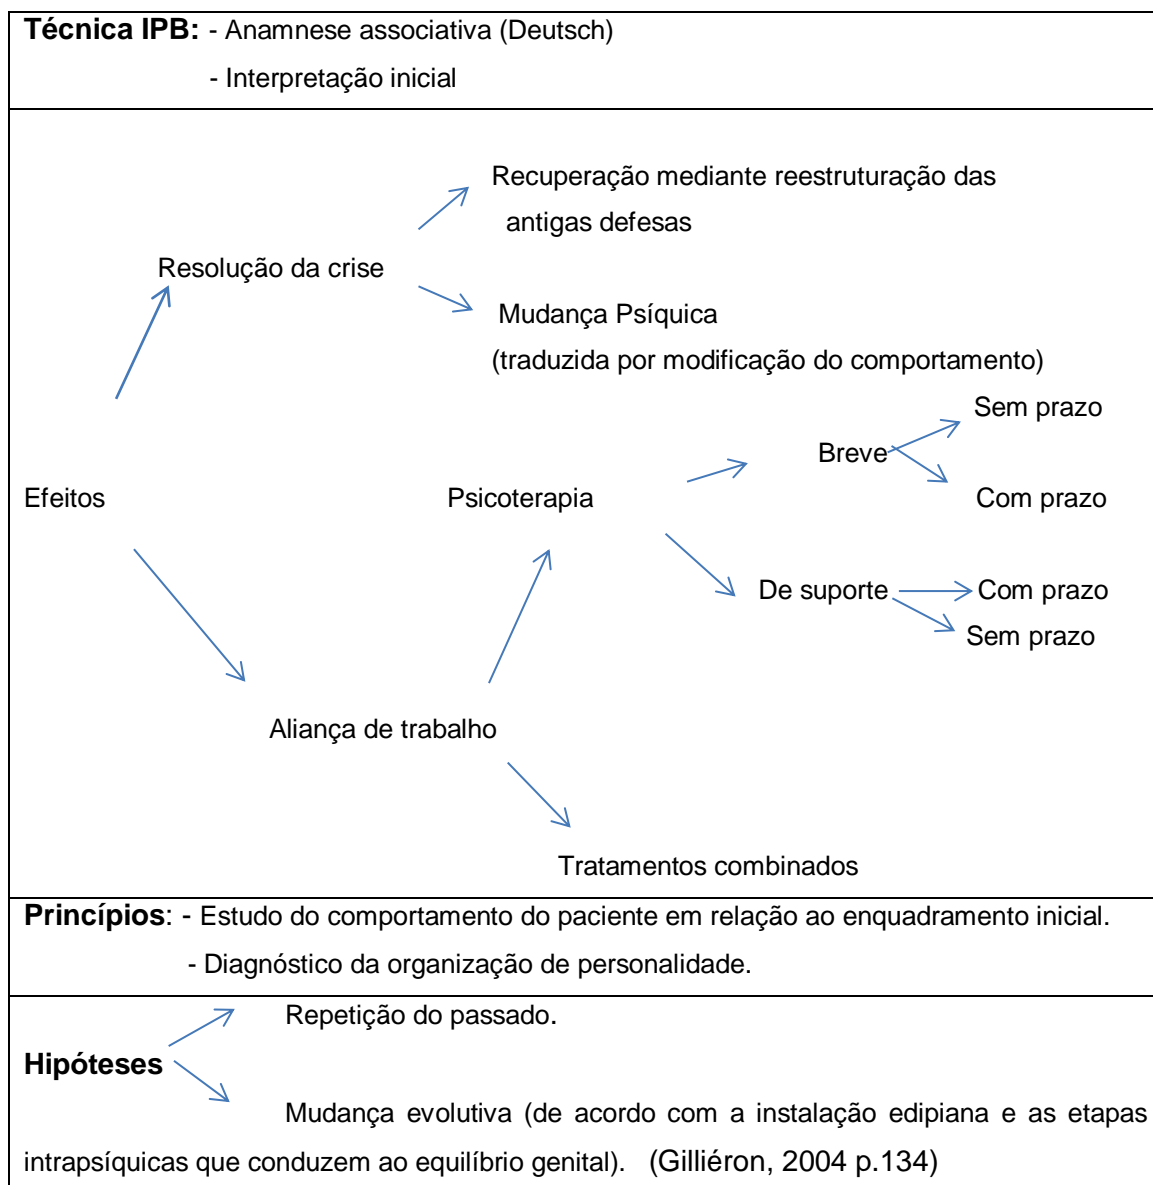 Técnica IPB: - Anamnese associativa (Deutsch)
- Interpretação inicial
Recuperação mediante reestruturação das
antigas defesas
Resolução da crise
Mudança Psíquica
(traduzida por modificação do comportamento)
Sem prazo
Breve
Efeitos
Psicoterapia
Com prazo
De suporte
Com prazo
Sem prazo
Aliança de trabalho
Tratamentos combinados
Princípios: - Estudo do comportamento do paciente em relação ao enquadramento inicial.
- Diagnóstico da organização de personalidade.
Repetição do passado.
Hipóteses
Mudança evolutiva (de acordo com a instalação edipiana e as etapas
intrapsíquicas que conduzem ao equilíbrio genital). (Gilliéron, 2004 p.134)